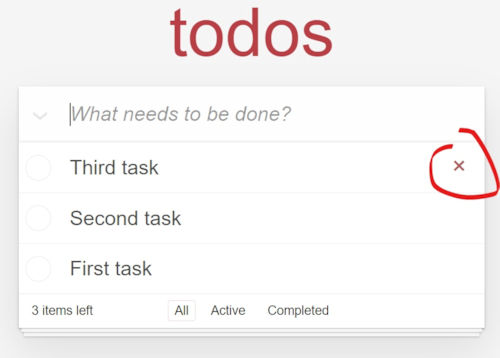 todos
What needs to be done?
Third task ×
Second task
First task
3 items left All Active Completed